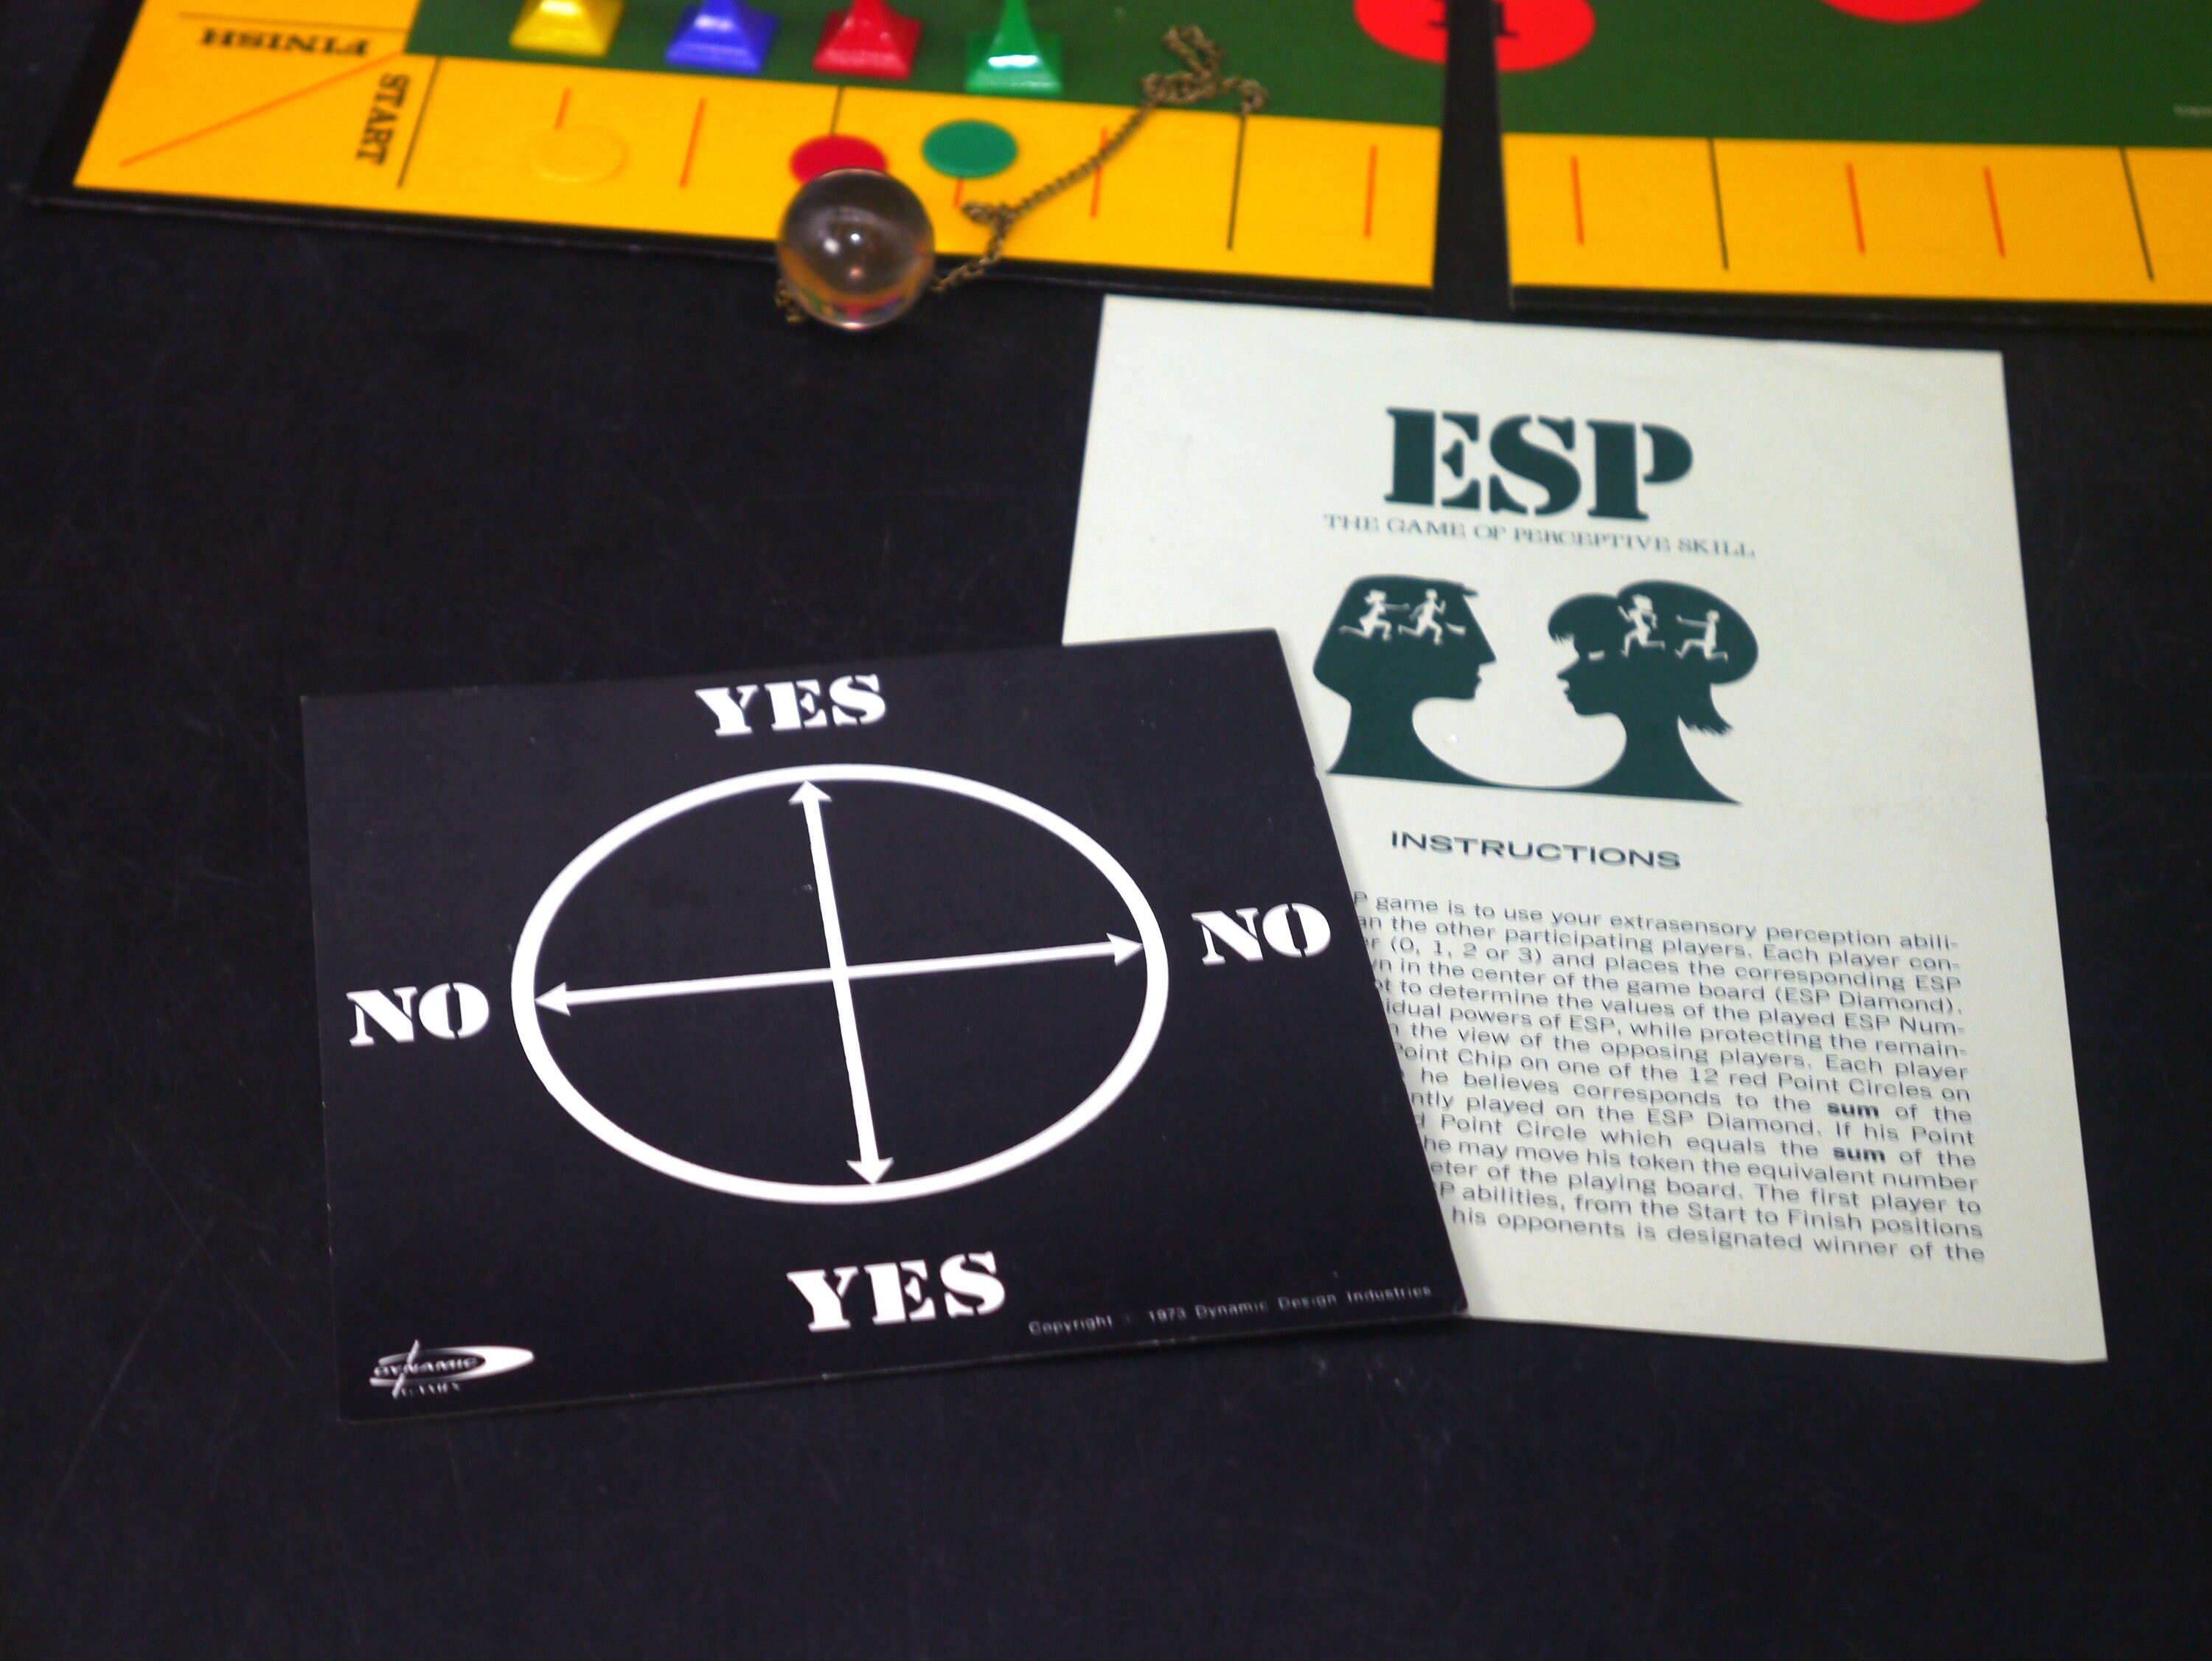 FINISH
START
ESP
THE GAME OF PERCEPTIVE SKILL
INSTRUCTIONS
P game is to use your extrasensory perception abili-
an the other participating players. Each player con-
er (0, 1, 2 or 3) and places the corresponding ESP
n in the center of the game board (ESP Diamond).
pt to determine the values of the played ESP Num-
idual powers of ESP, while protecting the remain-
the view of the opposing players. Each player
Point Chip on one of the 12 red Point Circles on
he believes corresponds to the sum of the
ntly played on the ESP Diamond. If his Point
d Point Circle which equals the sum of the
he may move his token the equivalent number
eter of the playing board. The first player to
P abilities, from the Start to Finish positions
his opponents is designated winner of the
YES
NO
NO
YES
Copyright 1973 Dynamic Design Industries
DYNAMIC
GAMES